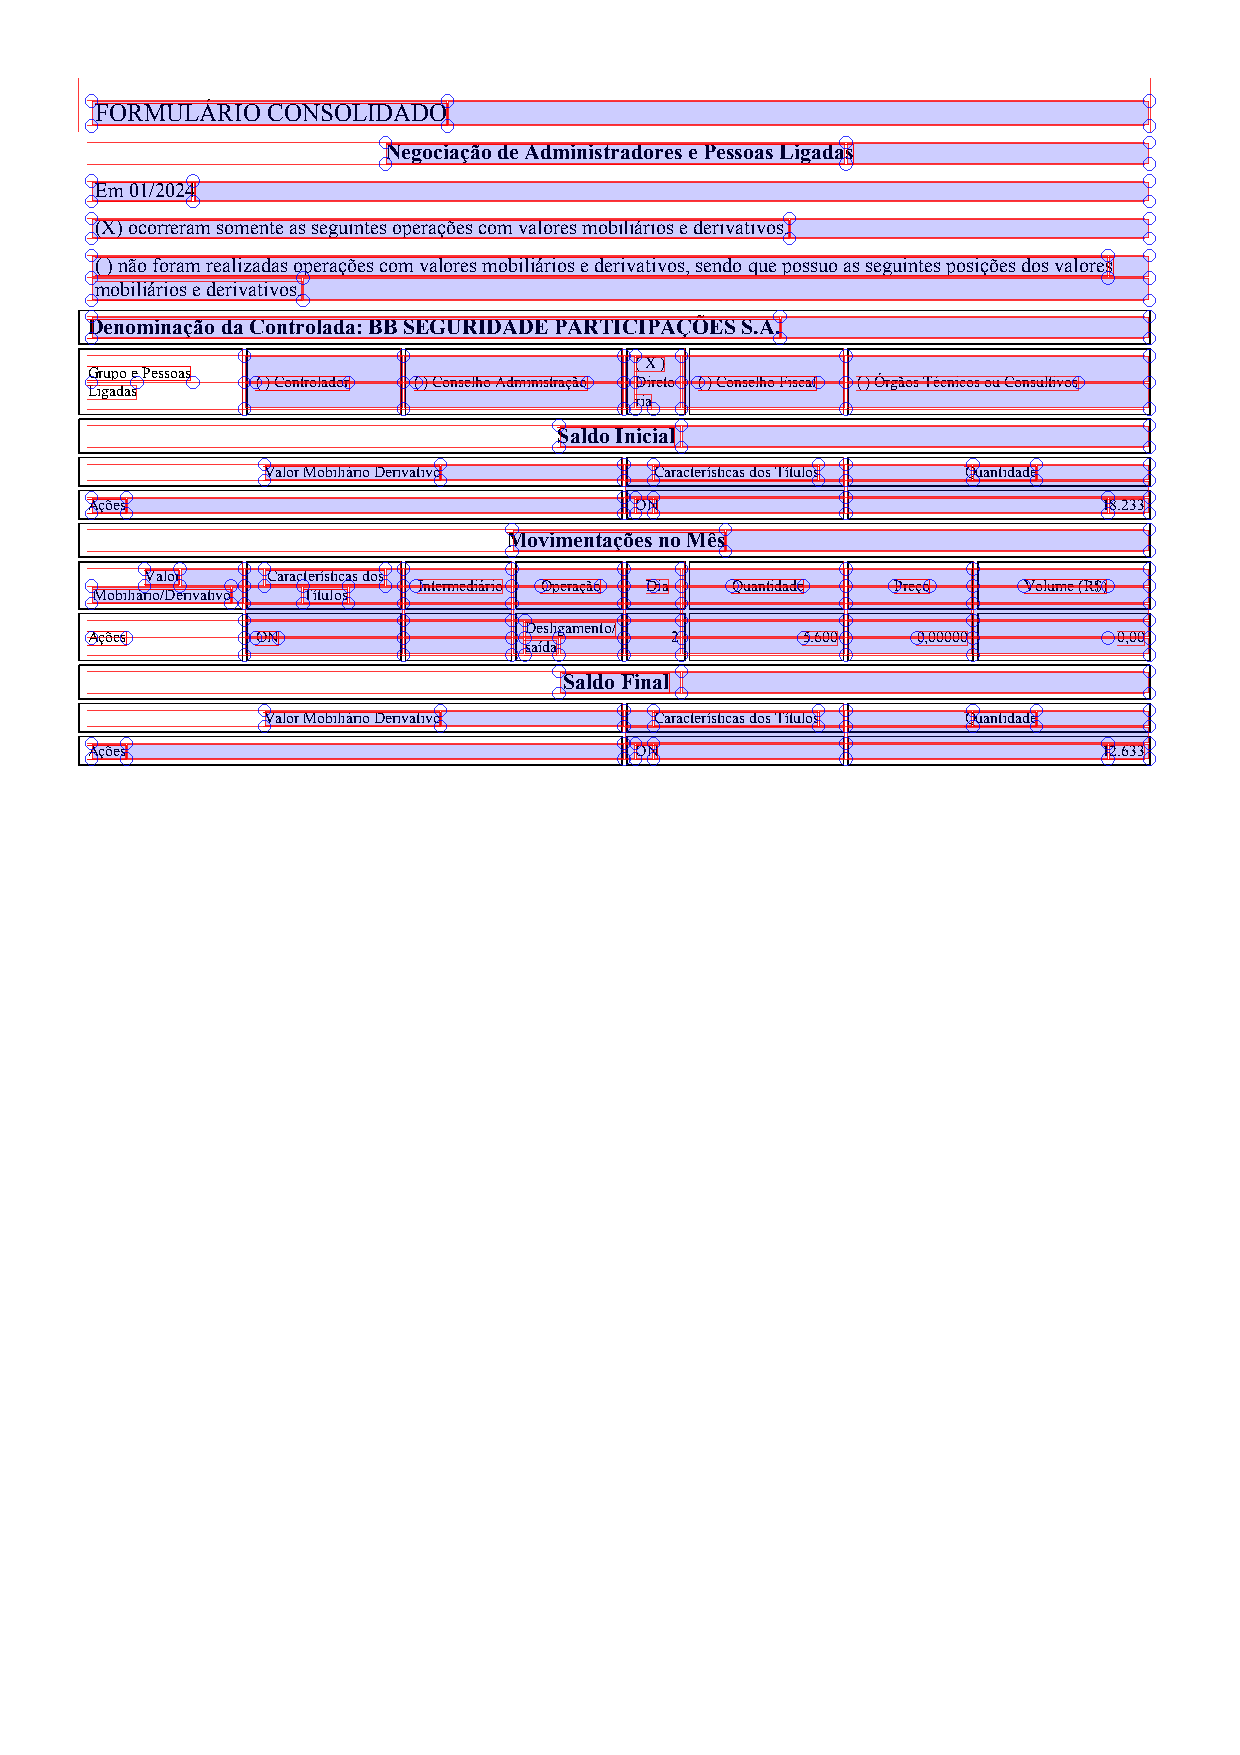 FORMULÁRIO CONSOLIDADO
Negociação de Administradores e Pessoas Ligadas
Em 01/2024
(X) ocorreram somente as seguintes operações com valores mobiliários e derivativos
( ) não foram realizadas operações com valores mobiliários e derivativos, sendo que possuo as seguintes posições dos valores
mobiliários e derivativos
Denominação da Controlada: BB SEGURIDADE PARTICIPAÇÕES S.A.
Grupo e Pessoas
Ligadas
( ) Controlador
( ) Conselho Administração
( X )
Direto
ria
( ) Conselho Fiscal
( ) Órgãos Técnicos ou Consultivos
Saldo Inicial
Valor Mobiliário Derivativo
Características dos Títulos
Quantidade
Ações
ON
18.233
Movimentações no Mês
Valor
Mobiliário/Derivativo
Características dos
Títulos
Intermediário
Operação
Dia
Quantidade
Preço
Volume (R$)
Ações
ON
Desligamento/
saída
2
5.600
0,00000
0,00
Saldo Final
Valor Mobiliário Derivativo
Características dos Títulos
Quantidade
Ações
ON
12.633